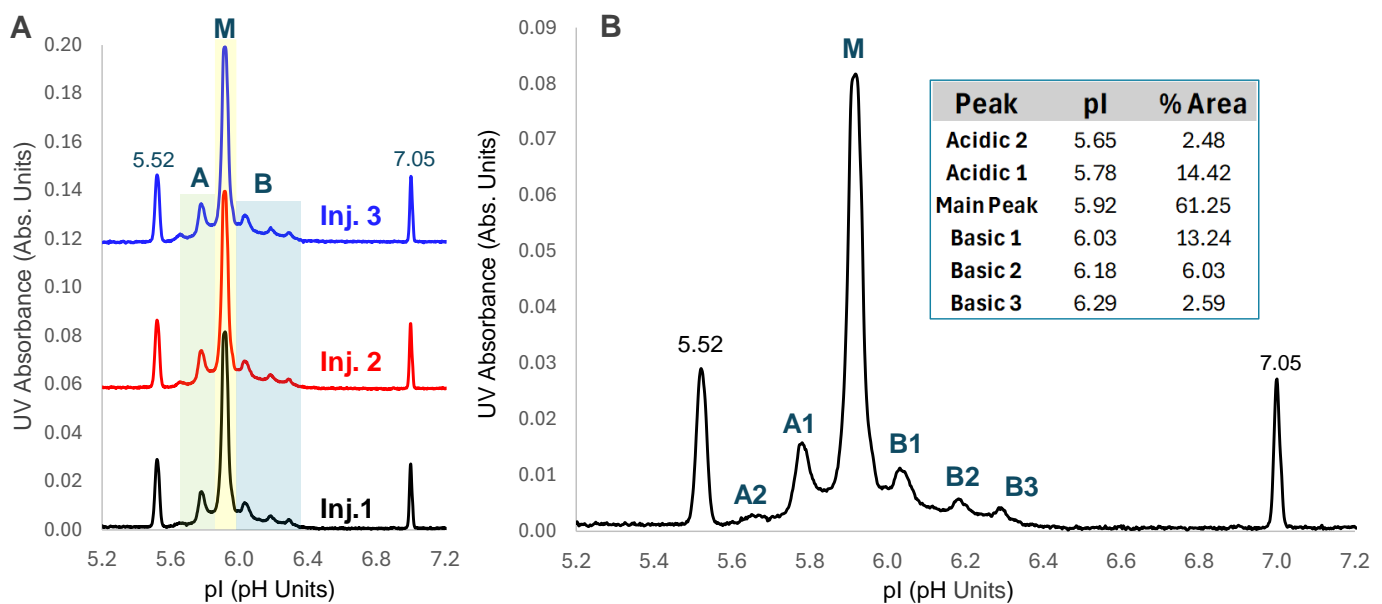 A
M
0.20
0.18
0.16
0.14
0.12
0.10
0.08
0.06
0.04
0.02
0.00
UV Absorbance (Abs. Units)
5.52
A
B
7.05
Inj. 3
Inj. 2
Inj.1
5.2 5.6 6.0 6.4 6.8 7.2
pI (pH Units)
B
M
0.09
0.08
0.07
0.06
0.05
0.04
0.03
0.02
0.01
0.00
UV Absorbance (Abs. Units)
Peak pI % Area
Acidic 2 5.65 2.48
Acidic 1 5.78 14.42
Main Peak 5.92 61.25
Basic 1 6.03 13.24
Basic 2 6.18 6.03
Basic 3 6.29 2.59
5.52
7.05
A1
B1
A2
B2
B3
5.2 5.4 5.6 5.8 6.0 6.2 6.4 6.6 6.8 7.0 7.2
pI (pH Units)